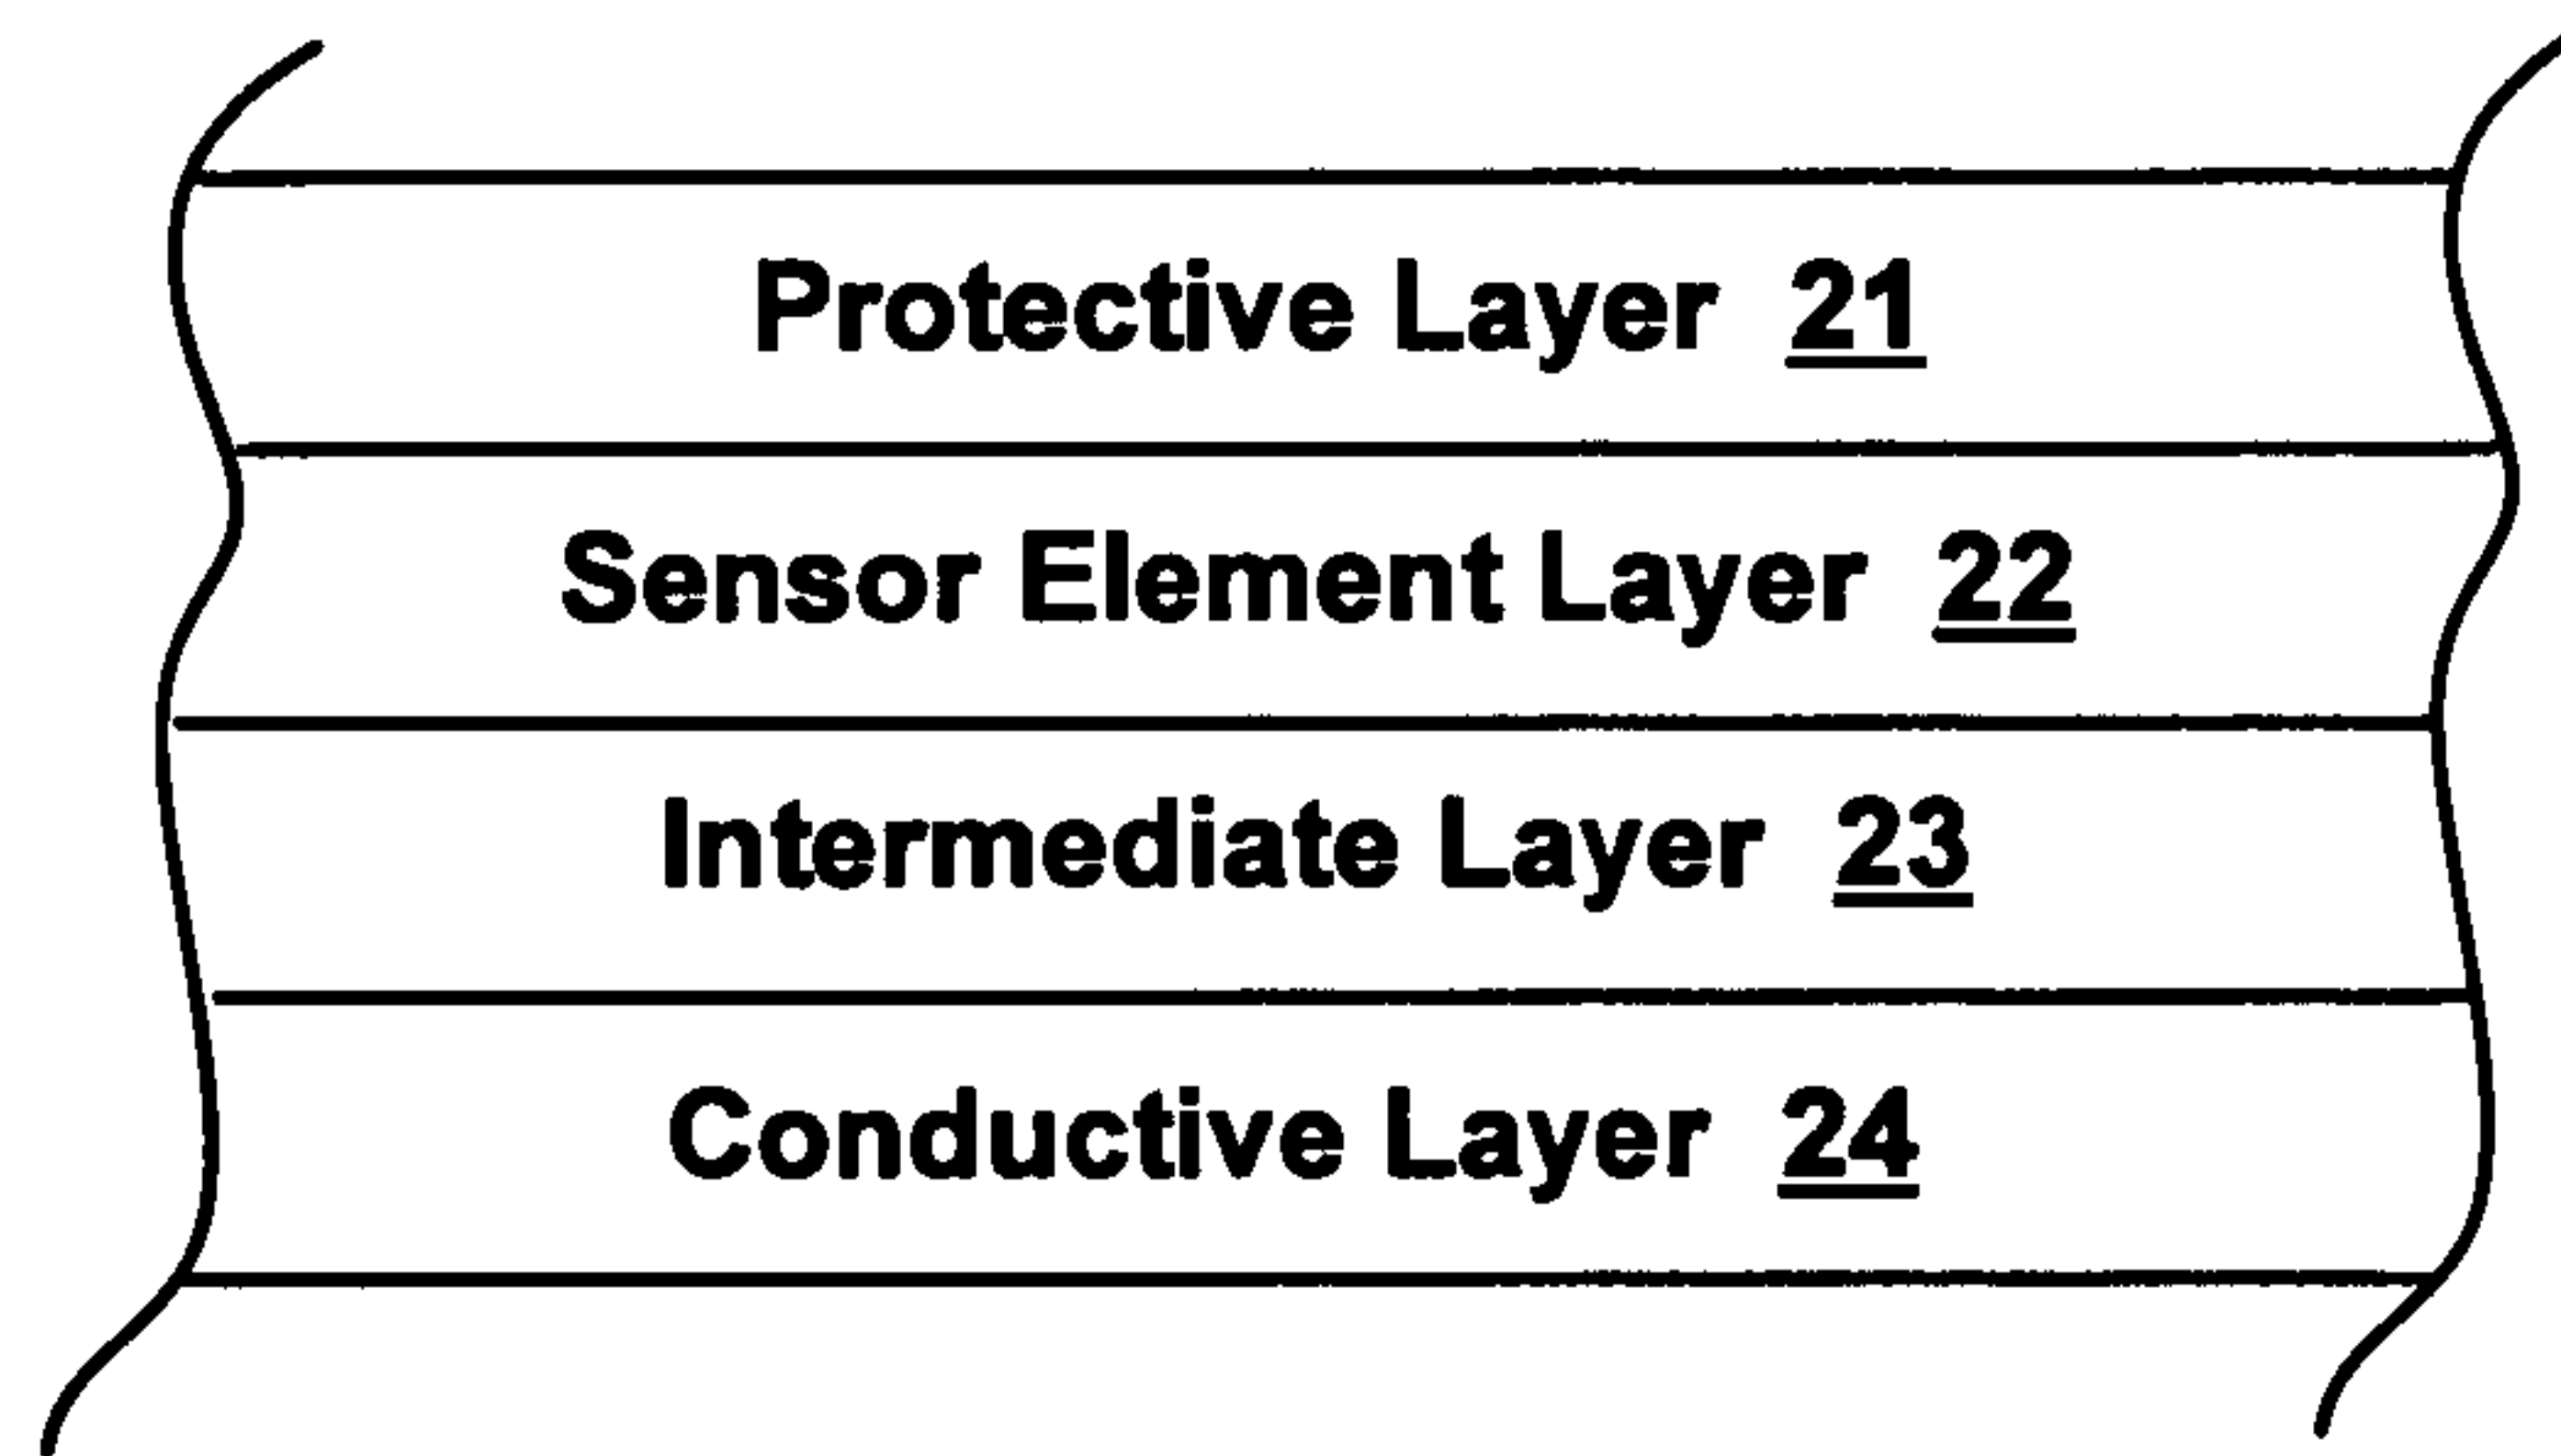 Protective Layer 21
Sensor Element Layer 22
Intermediate Layer 23
Conductive Layer 24